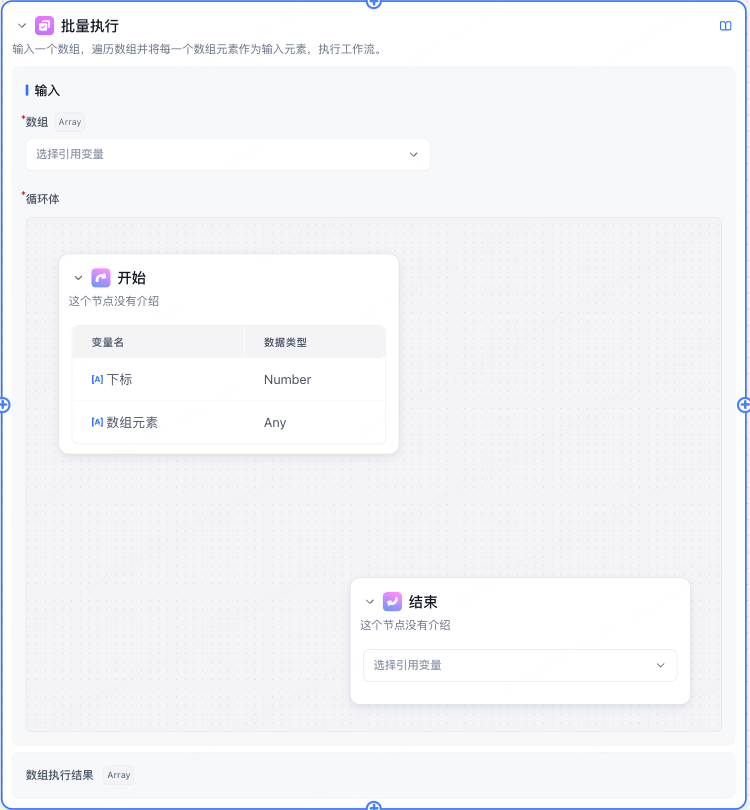 批量执行
输入一个数组，遍历数组并将每一个数组元素作为输入元素，执行工作流。
输入
*数组 Array
选择引用变量
*循环体
开始
这个节点没有介绍
变量名 数据类型
[A] 下标 Number
[A] 数组元素 Any
结束
这个节点没有介绍
选择引用变量
数组执行结果 Array